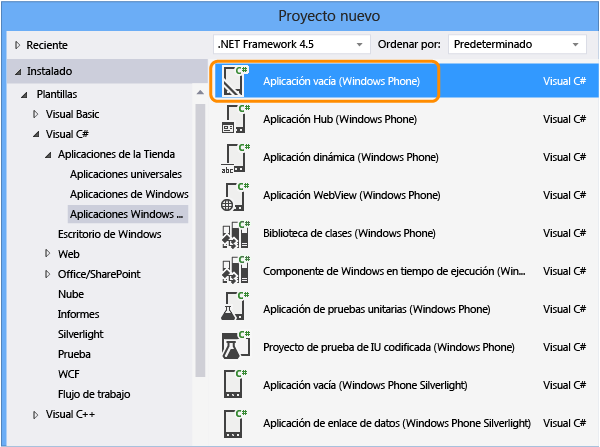 Proyecto nuevo
Reciente
.NET Framework 4.5
Ordenar por:
Predeterminado
Instalado
Plantillas
Visual Basic
Visual C#
Aplicaciones de la Tienda
Aplicaciones universales
Aplicaciones de Windows
Aplicaciones Windows ...
Escritorio de Windows
Web
Office/SharePoint
Nube
Informes
Silverlight
Prueba
WCF
Flujo de trabajo
Visual C++
C# Aplicación vacía (Windows Phone) Visual C#
C# Aplicación Hub (Windows Phone) Visual C#
C# abc Aplicación dinámica (Windows Phone) Visual C#
C# Aplicación WebView (Windows Phone) Visual C#
C# Biblioteca de clases (Windows Phone) Visual C#
C# Componente de Windows en tiempo de ejecución (Win... Visual C#
C# Aplicación de pruebas unitarias (Windows Phone) Visual C#
C# Proyecto de prueba de IU codificada (Windows Phone) Visual C#
C# Aplicación vacía (Windows Phone Silverlight) Visual C#
C# Aplicación de enlace de datos (Windows Phone Silverlight) Visual C#